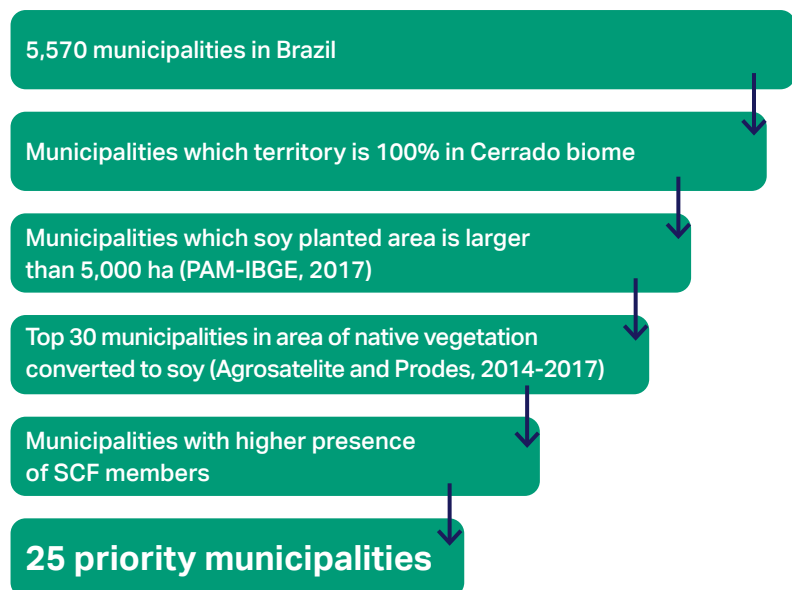 5,570 municipalities in Brazil
Municipalities which territory is 100% in Cerrado biome
Municipalities which soy planted area is larger
than 5,000 ha (PAM-IBGE, 2017)
Top 30 municipalities in area of native vegetation
converted to soy (Agrosatelite and Prodes, 2014-2017)
Municipalities with higher presence
of SCF members
25 priority municipalities